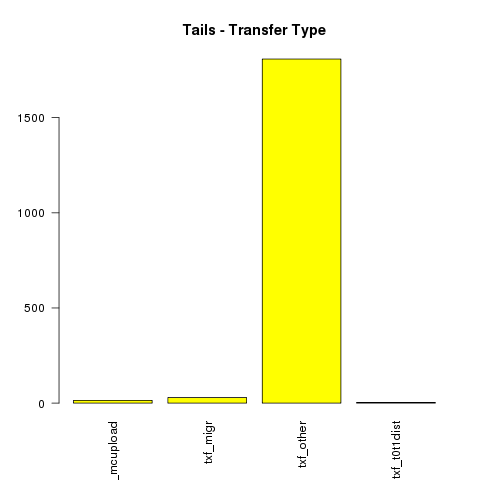 Tails - Transfer Type
1500
1000
500
0
_mcupload
txf_migr
txf_other
txf_t0t1dist